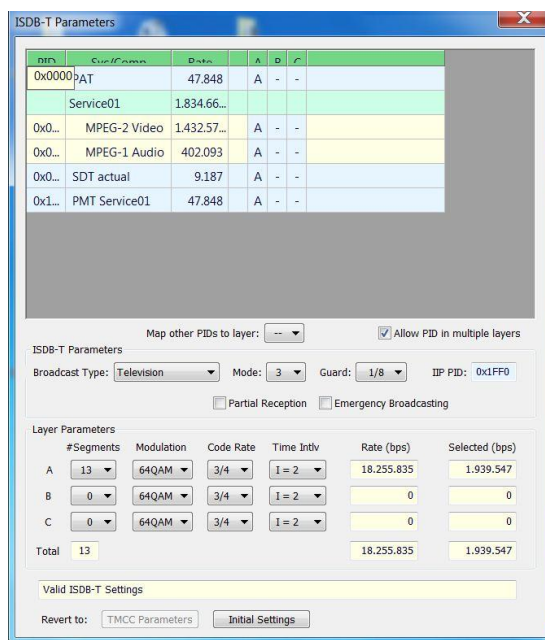 ISDB-T Parameters
PID Svc/Comp Rate A B C
0x0000 PAT 47.848 A - -
Service01 1.834.66...
0x0... MPEG-2 Video 1.432.57... A - -
0x0... MPEG-1 Audio 402.093 A - -
0x0... SDT actual 9.187 A - -
0x1... PMT Service01 47.848 A - -
Map other PIDs to layer: -- Allow PID in multiple layers
ISDB-T Parameters
Broadcast Type: Television Mode: 3 Guard: 1/8 IIP PID: 0x1FF0
Partial Reception Emergency Broadcasting
Layer Parameters
#Segments Modulation Code Rate Time Intlv Rate (bps) Selected (bps)
A 13 64QAM 3/4 I = 2 18.255.835 1.939.547
B 0 64QAM 3/4 I = 2 0 0
C 0 64QAM 3/4 I = 2 0 0
Total 13 18.255.835 1.939.547
Valid ISDB-T Settings
Revert to: TMCC Parameters Initial Settings